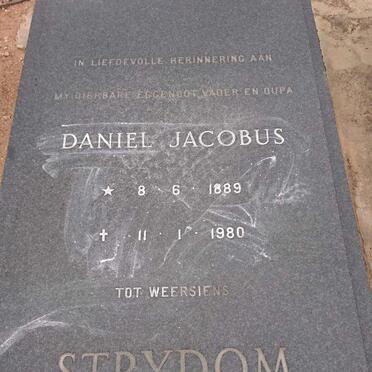 IN LIEFDEVOLLE HERINNERING AAN
MY DIERBARE EGGENOOT, VADER EN OUPA
DANIEL JACOBUS
★ 8 · 6 · 1889
✝ 11 · 1 · 1980
TOT WEERSIENS
STRYDOM